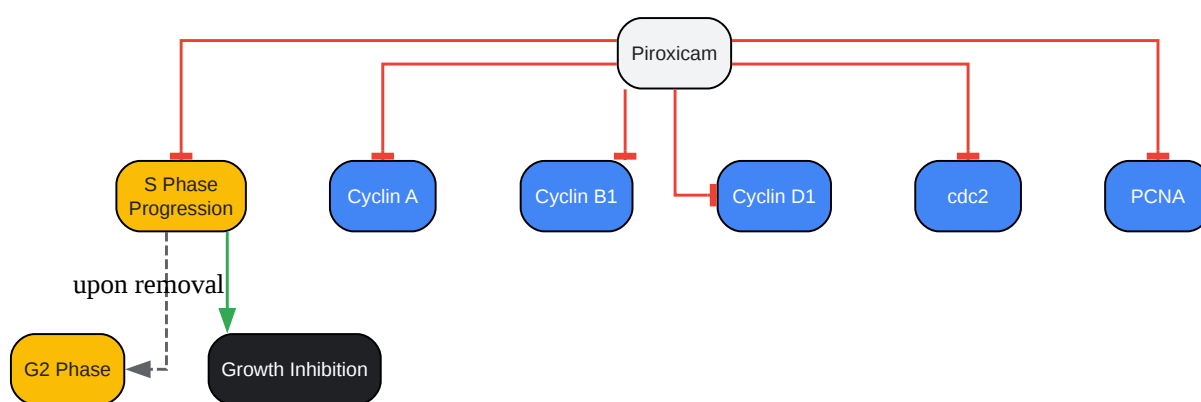 Piroxicam
S Phase
Progression
Cyclin A
Cyclin B1
Cyclin D1
cdc2
PCNA
upon removal
G2 Phase
Growth Inhibition